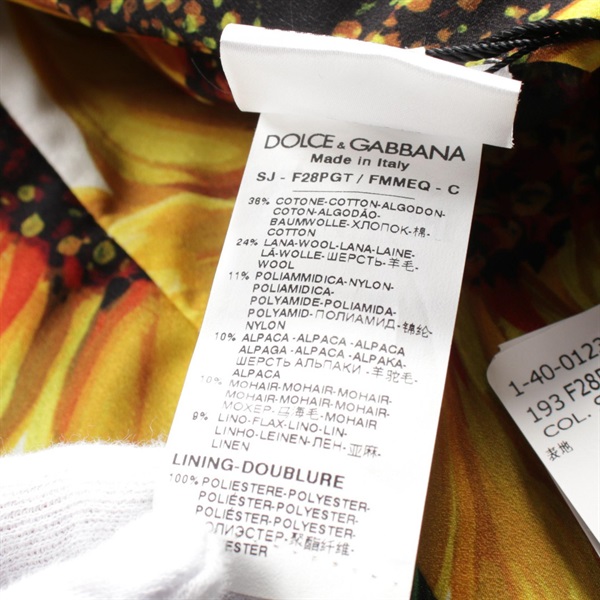 DOLCE & GABBANA
Made in Italy
SJ - F28PGT / FMMEQ - C
38% COTONE-COTTON-ALGODON-
COTON-ALGODÃO-
BAUMWOLLE-ХЛОПОК-棉-
COTTON
24% LANA-WOOL-LANA-LAINE-
LÃ-WOLLE-ШЕРСТЬ-羊毛-
WOOL
11% POLIAMMIDICA-NYLON-
POLIAMIDICA-
POLYAMIDE-POLIAMIDA-
POLYAMID-ПОЛИАМИД-锦纶-
NYLON
10% ALPACA-ALPACA-ALPACA
ALPAGA-ALPACA-ALPAKA-
ШЕРСТЬ АЛЬПАКИ-羊驼毛-
ALPACA
10% MOHAIR-MOHAIR-MOHAIR-
MOHAIR-MOHAIR-MOHAIR-
МОХЕР-马海毛-MOHAIR
9% LINO-FLAX-LINO-LIN-
LINHO-LEINEN-ЛЕН-亚麻-
LINEN
LINING-DOUBLURE
100% POLIESTERE-POLYESTER-
POLIÉSTER-POLYESTER-
POLIÉSTER-POLYESTER-
ПОЛИЭСТЕР-聚酯纤维-
POLYESTER
1-40-0123
193 F28
COL.
表地